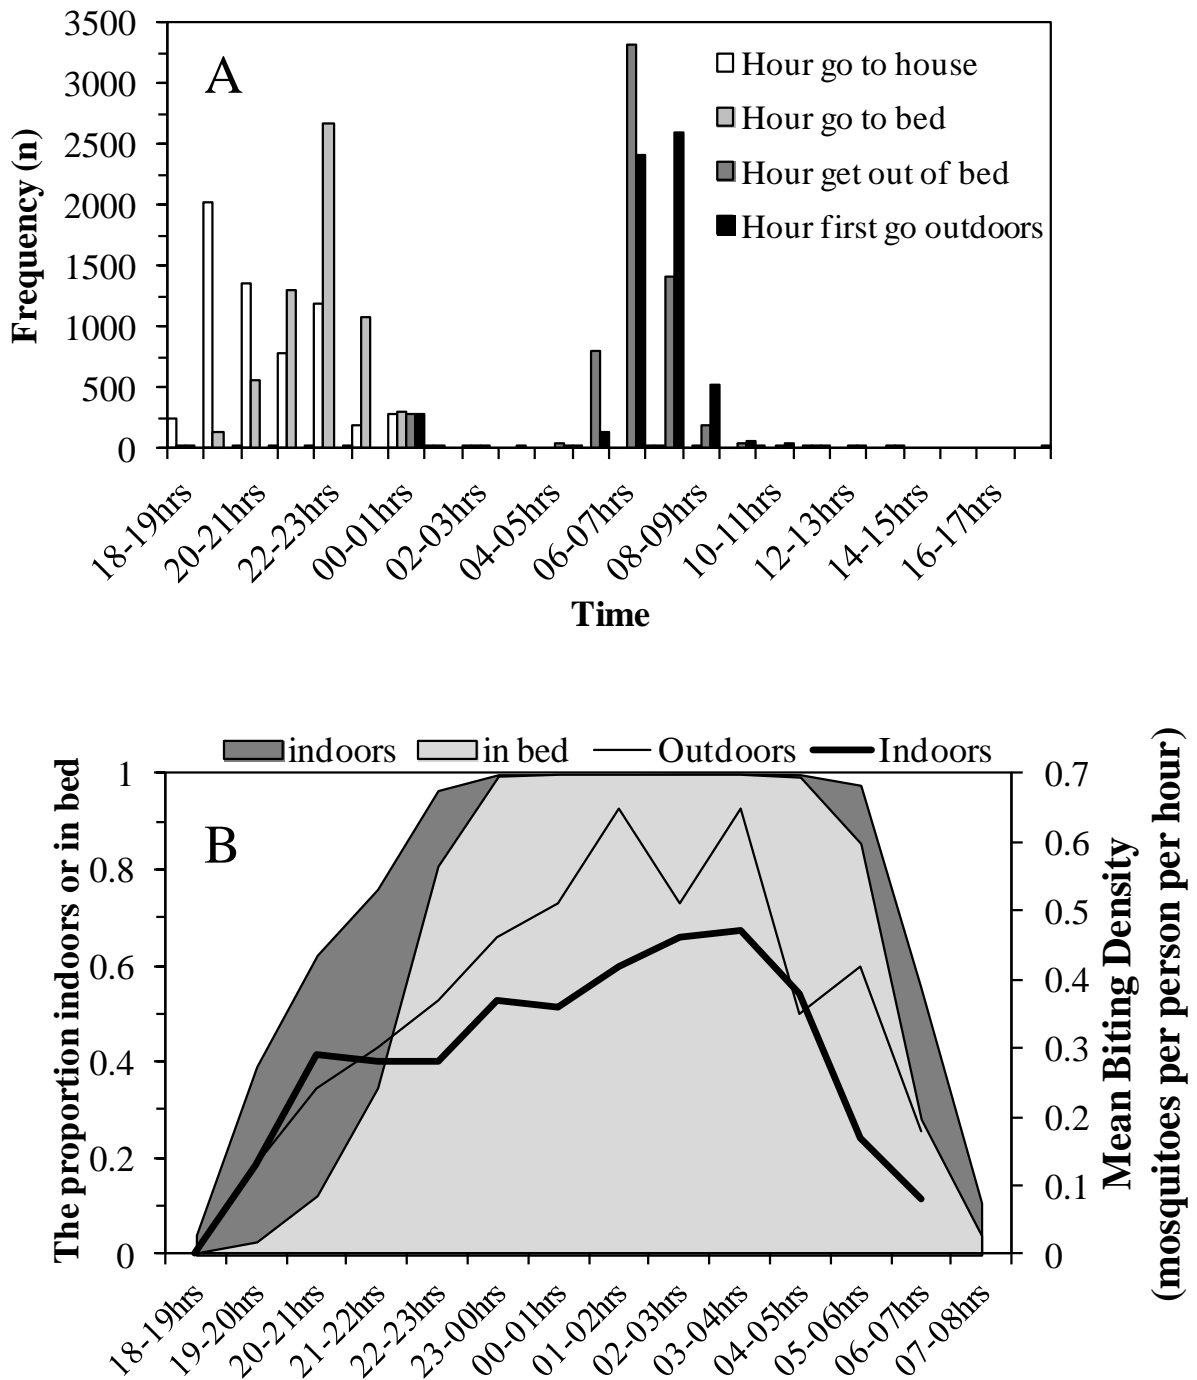 3500
3000
2500
2000
1500
1000
500
0
Frequency (n)
A
Hour go to house
Hour go to bed
Hour get out of bed
Hour first go outdoors
18-19hrs
20-21hrs
22-23hrs
00-01hrs
02-03hrs
04-05hrs
06-07hrs
08-09hrs
10-11hrs
12-13hrs
14-15hrs
16-17hrs
Time
indoors
in bed
Outdoors
Indoors
B
The proportion indoors or in bed
1
0.8
0.6
0.4
0.2
0
0.7
0.6
0.5
0.4
0.3
0.2
0.1
0
Mean Biting Density
(mosquitoes per person per hour)
18-19hrs
19-20hrs
20-21hrs
21-22hrs
22-23hrs
23-00hrs
00-01hrs
01-02hrs
02-03hrs
03-04hrs
04-05hrs
05-06hrs
06-07hrs
07-08hrs